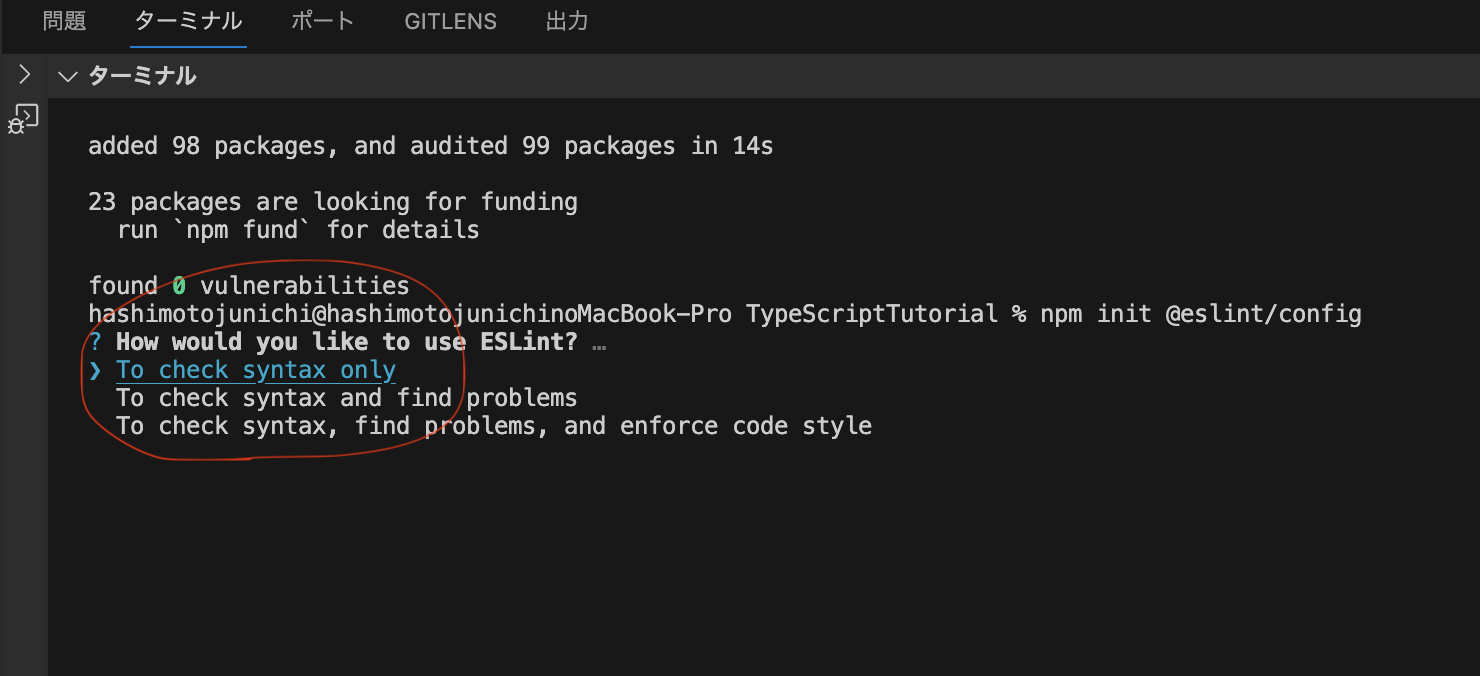 問題 ターミナル ポート GITLENS 出力
ターミナル
added 98 packages, and audited 99 packages in 14s
23 packages are looking for funding
run `npm fund` for details
found 0 vulnerabilities
hashimotojunichi@hashimotojunichinoMacBook-Pro TypeScriptTutorial % npm init @eslint/config
? How would you like to use ESLint? …
❯ To check syntax only
To check syntax and find problems
To check syntax, find problems, and enforce code style